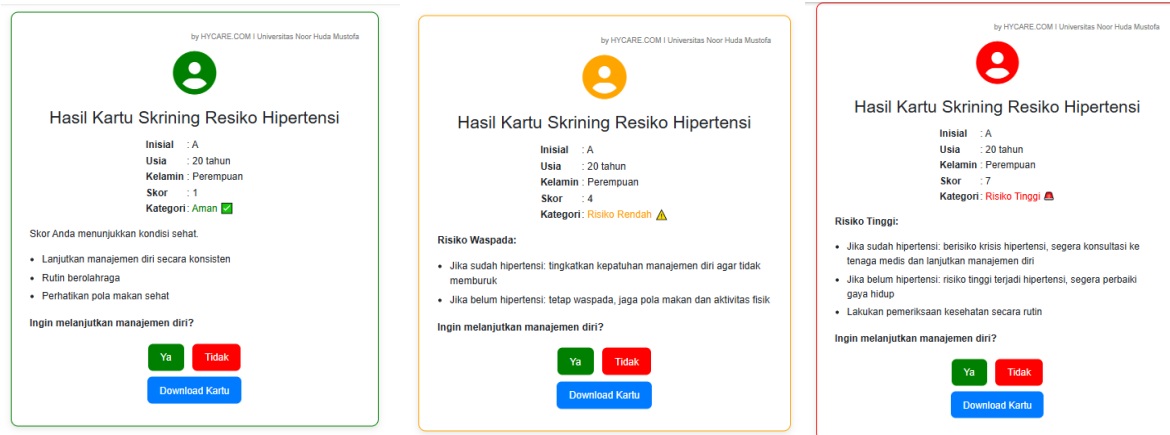 by HYCARE.COM I Universitas Noor Huda Mustofa
Hasil Kartu Skrining Resiko Hipertensi
Inisial : A
Usia : 20 tahun
Kelamin : Perempuan
Skor : 1
Kategori : Aman ✅
Skor Anda menunjukkan kondisi sehat.
• Lanjutkan manajemen diri secara konsisten
• Rutin berolahraga
• Perhatikan pola makan sehat
Ingin melanjutkan manajemen diri?
Ya Tidak
Download Kartu
by HYCARE.COM I Universitas Noor Huda Mustofa
Hasil Kartu Skrining Resiko Hipertensi
Inisial : A
Usia : 20 tahun
Kelamin : Perempuan
Skor : 4
Kategori : Risiko Rendah ⚠️
Risiko Waspada:
• Jika sudah hipertensi: tingkatkan kepatuhan manajemen diri agar tidak
memburuk
• Jika belum hipertensi: tetap waspada, jaga pola makan dan aktivitas fisik
Ingin melanjutkan manajemen diri?
Ya Tidak
Download Kartu
by HYCARE.COM I Universitas Noor Huda Mustofa
Hasil Kartu Skrining Resiko Hipertensi
Inisial : A
Usia : 20 tahun
Kelamin : Perempuan
Skor : 7
Kategori : Risiko Tinggi 🚨
Risiko Tinggi:
• Jika sudah hipertensi: berisiko krisis hipertensi, segera konsultasi ke
tenaga medis dan lanjutkan manajemen diri
• Jika belum hipertensi: risiko tinggi terjadi hipertensi, segera perbaiki
gaya hidup
• Lakukan pemeriksaan kesehatan secara rutin
Ingin melanjutkan manajemen diri?
Ya Tidak
Download Kartu